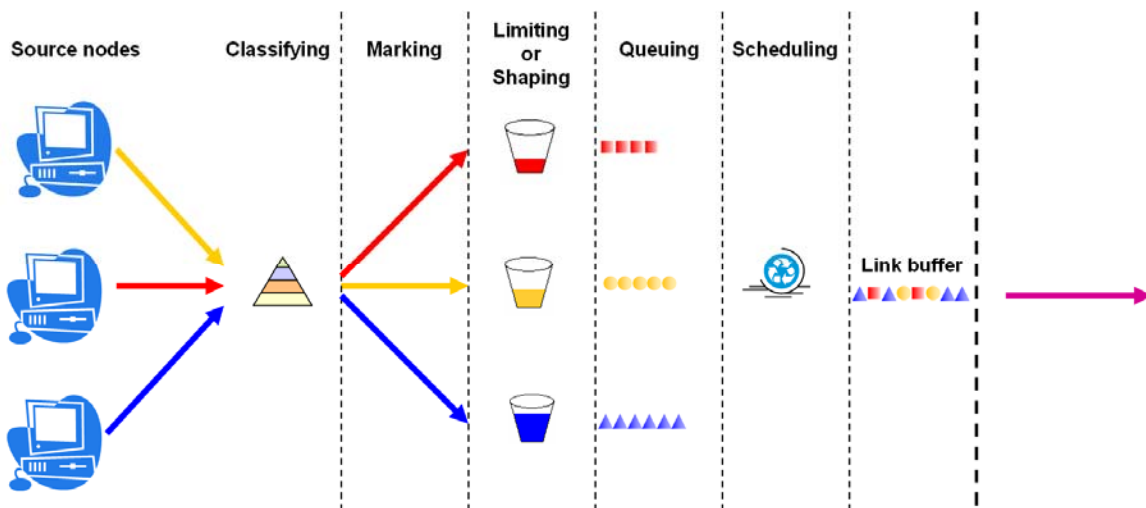 Source nodes
Classifying
Marking
Limiting
or
Shaping
Queuing
Scheduling
Link buffer